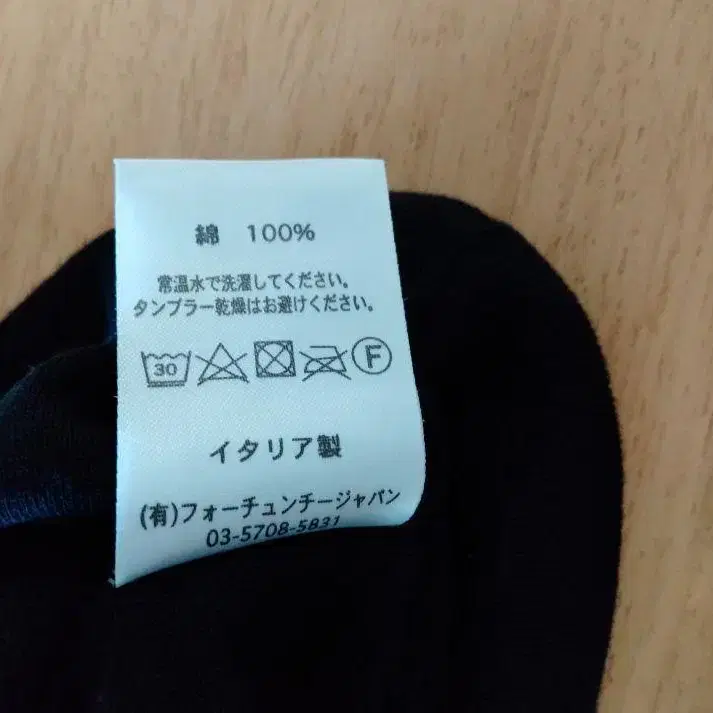 綿 100%
常温水で洗濯してください。
タンブラー乾燥はお避けください。
30 F
イタリア製
(有)フォーチュンチージャパン
03-5708-5831